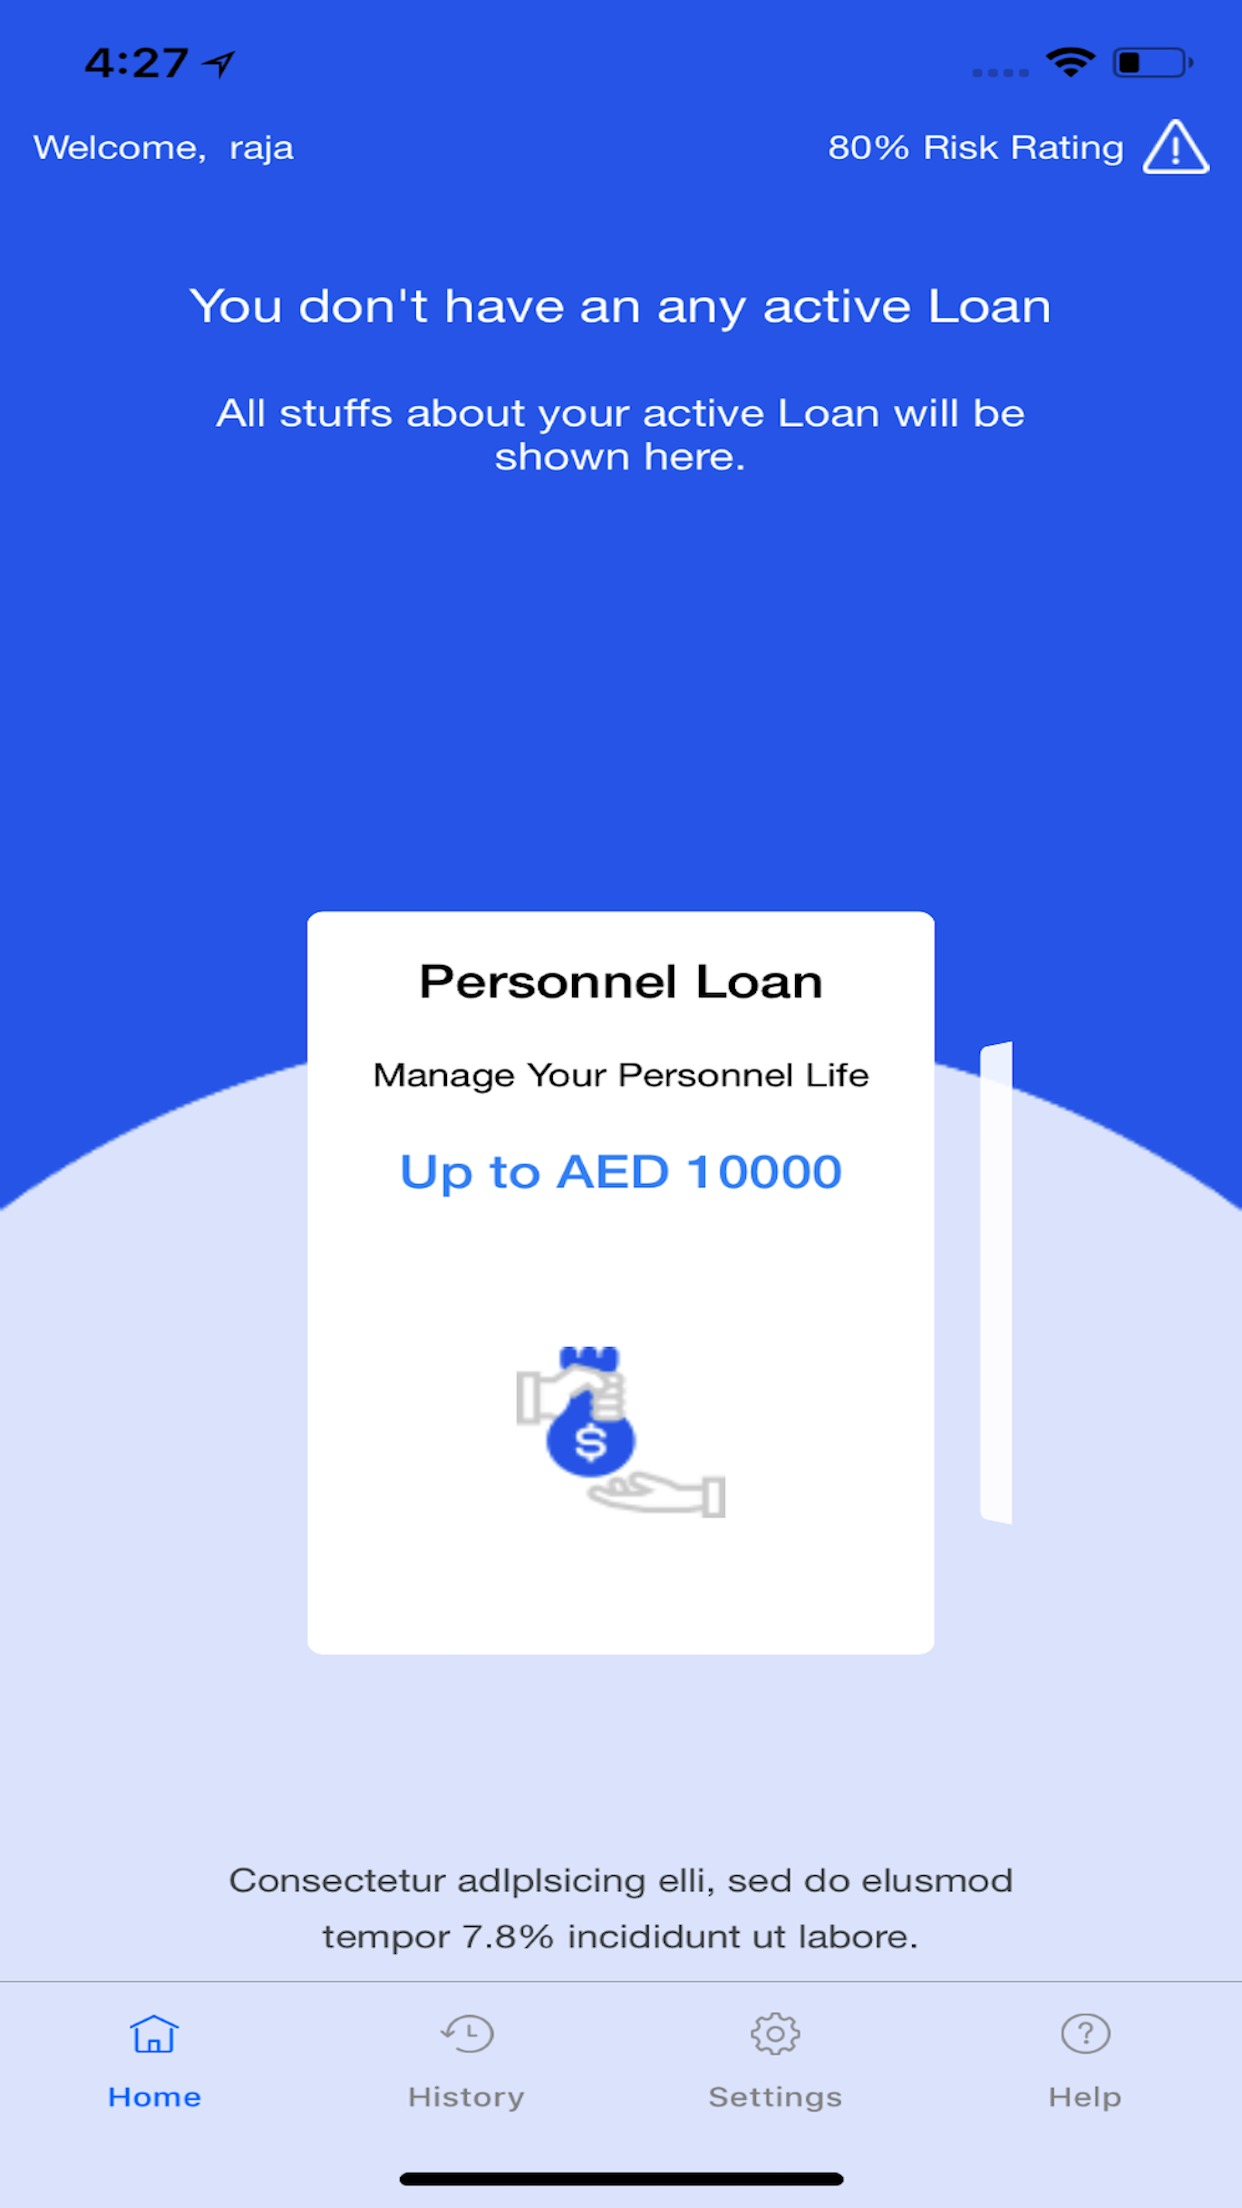 4:27
Welcome, raja
80% Risk Rating
You don't have an any active Loan
All stuffs about your active Loan will be
shown here.
Personnel Loan
Manage Your Personnel Life
Up to AED 10000
$
Consectetur adlplsicing elli, sed do elusmod
tempor 7.8% incididunt ut labore.
Home
History
Settings
Help